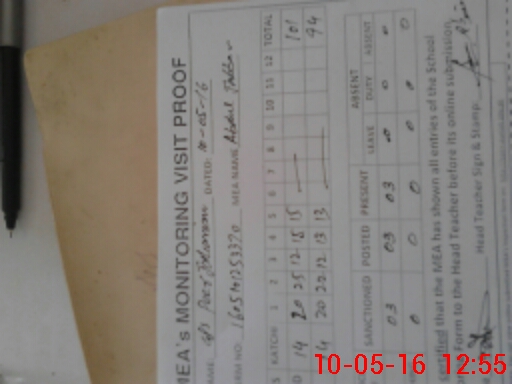 MEA's MONITORING VISIT PROOF
DATED: 10-05-16
MEA NAME Abdul Jabbar
KATCHI 1 2 3 4 5 6 7 8 9 10 11 12 TOTAL
14 20 25 12 15 15 101
14 20 22 12 13 13 94
SANCTIONED POSTED PRESENT ABSENT
LEAVE DUTY ABSENT
03 03 03 0 0 0
0 0 0 0 0 0
that the MEA has shown all entries of the School
Form to the Head Teacher before its online submission.
Head Teacher Sign & Stamp
10-05-16 12:55